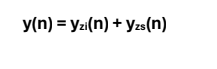 y(n) = yzi(n) + yzs(n)